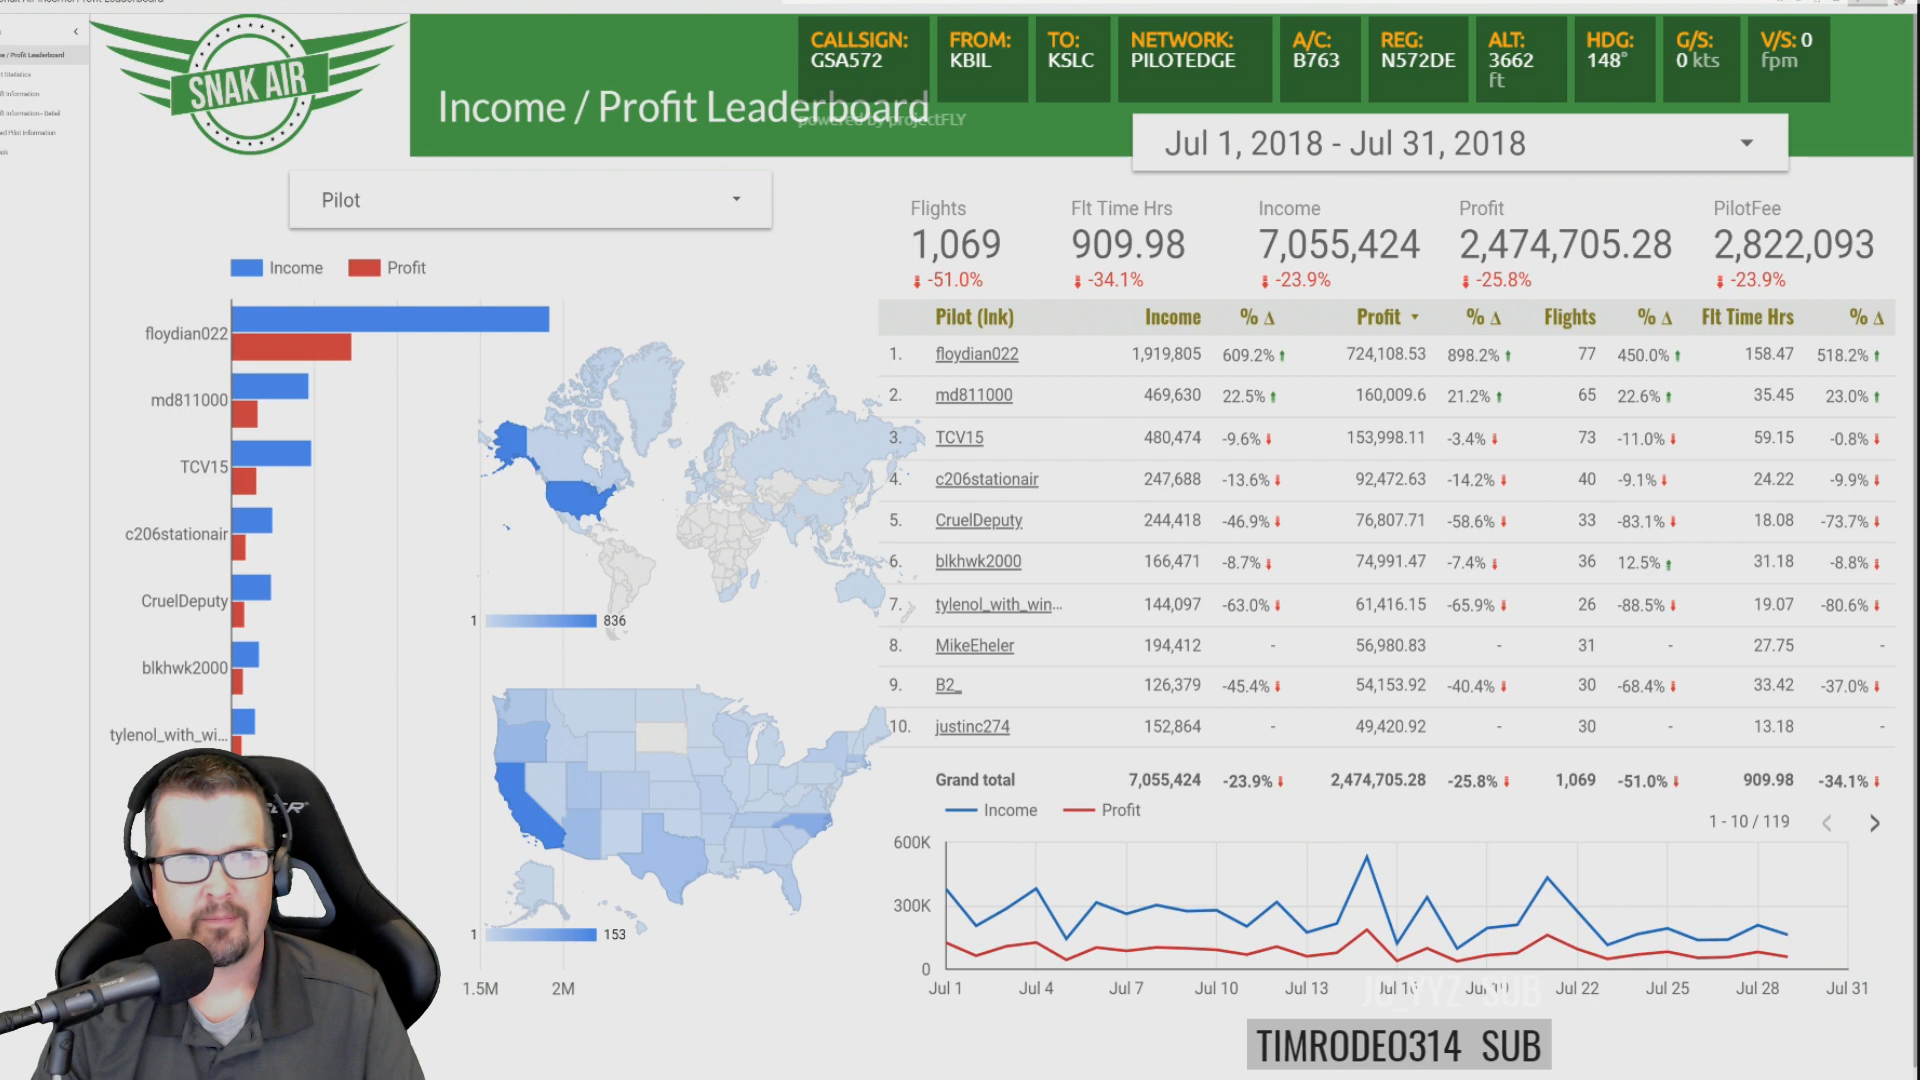 SNAK AIR
Income / Profit Leaderboard
powered by projectFLY
CALLSIGN: GSA572
FROM: KBIL
TO: KSLC
NETWORK: PILOTEDGE
A/C: B763
REG: N572DE
ALT: 3662 ft
HDG: 148°
G/S: 0 kts
V/S: 0 fpm
Jul 1, 2018 - Jul 31, 2018
Pilot
Flights 1,069 -51.0%
Flt Time Hrs 909.98 -34.1%
Income 7,055,424 -23.9%
Profit 2,474,705.28 -25.8%
PilotFee 2,822,093 -23.9%
Income Profit
floydian022
md811000
TCV15
c206stationair
CruelDeputy
blkhwk2000
tylenol_with_wi...
1.5M 2M
1 836
1 153
Pilot (lnk) Income % Δ Profit % Δ Flights % Δ Flt Time Hrs % Δ
1. floydian022 1,919,805 609.2% 724,108.53 898.2% 77 450.0% 158.47 518.2%
2. md811000 469,630 22.5% 160,009.6 21.2% 65 22.6% 35.45 23.0%
3. TCV15 480,474 -9.6% 153,998.11 -3.4% 73 -11.0% 59.15 -0.8%
4. c206stationair 247,688 -13.6% 92,472.63 -14.2% 40 -9.1% 24.22 -9.9%
5. CruelDeputy 244,418 -46.9% 76,807.71 -58.6% 33 -83.1% 18.08 -73.7%
6. blkhwk2000 166,471 -8.7% 74,991.47 -7.4% 36 12.5% 31.18 -8.8%
7. tylenol_with_win... 144,097 -63.0% 61,416.15 -65.9% 26 -88.5% 19.07 -80.6%
8. MikeEheler 194,412 - 56,980.83 - 31 - 27.75 -
9. B2_ 126,379 -45.4% 54,153.92 -40.4% 30 -68.4% 33.42 -37.0%
10. justinc274 152,864 - 49,420.92 - 30 - 13.18 -
Grand total 7,055,424 -23.9% 2,474,705.28 -25.8% 1,069 -51.0% 909.98 -34.1%
Income Profit
1 - 10 / 119
600K
300K
0
Jul 1 Jul 4 Jul 7 Jul 10 Jul 13 Jul 16 Jul 19 Jul 22 Jul 25 Jul 28 Jul 31
TIMRODEO314 SUB